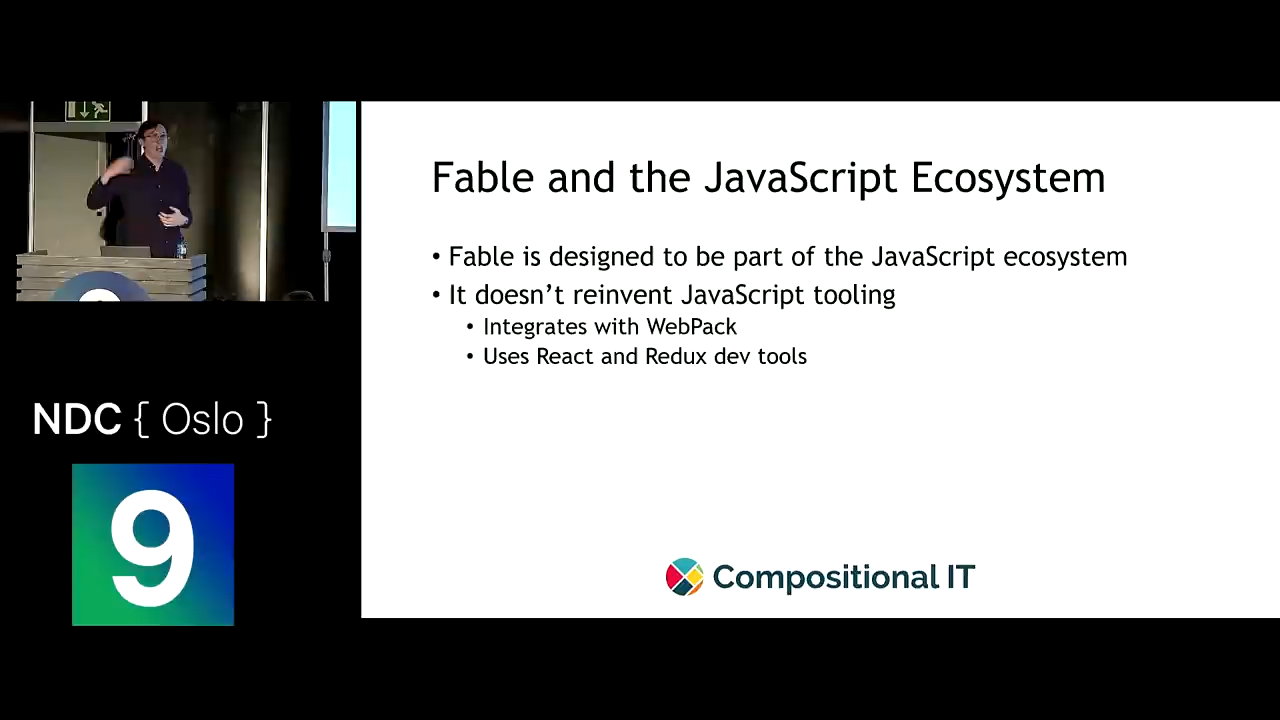 Fable and the JavaScript Ecosystem
• Fable is designed to be part of the JavaScript ecosystem
• It doesn't reinvent JavaScript tooling
• Integrates with WebPack
• Uses React and Redux dev tools
NDC { Oslo }
9
Compositional IT